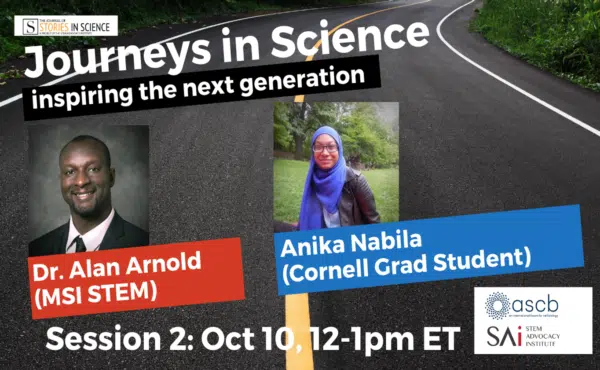 THE JOURNAL OF
STORIES IN SCIENCE
Journeys in Science
inspiring the next generation
Dr. Alan Arnold
(MSI STEM)
Anika Nabila
(Cornell Grad Student)
Session 2: Oct 10, 12-1pm ET
ascb
SAi
STEM
ADVOCACY
INSTITUTE